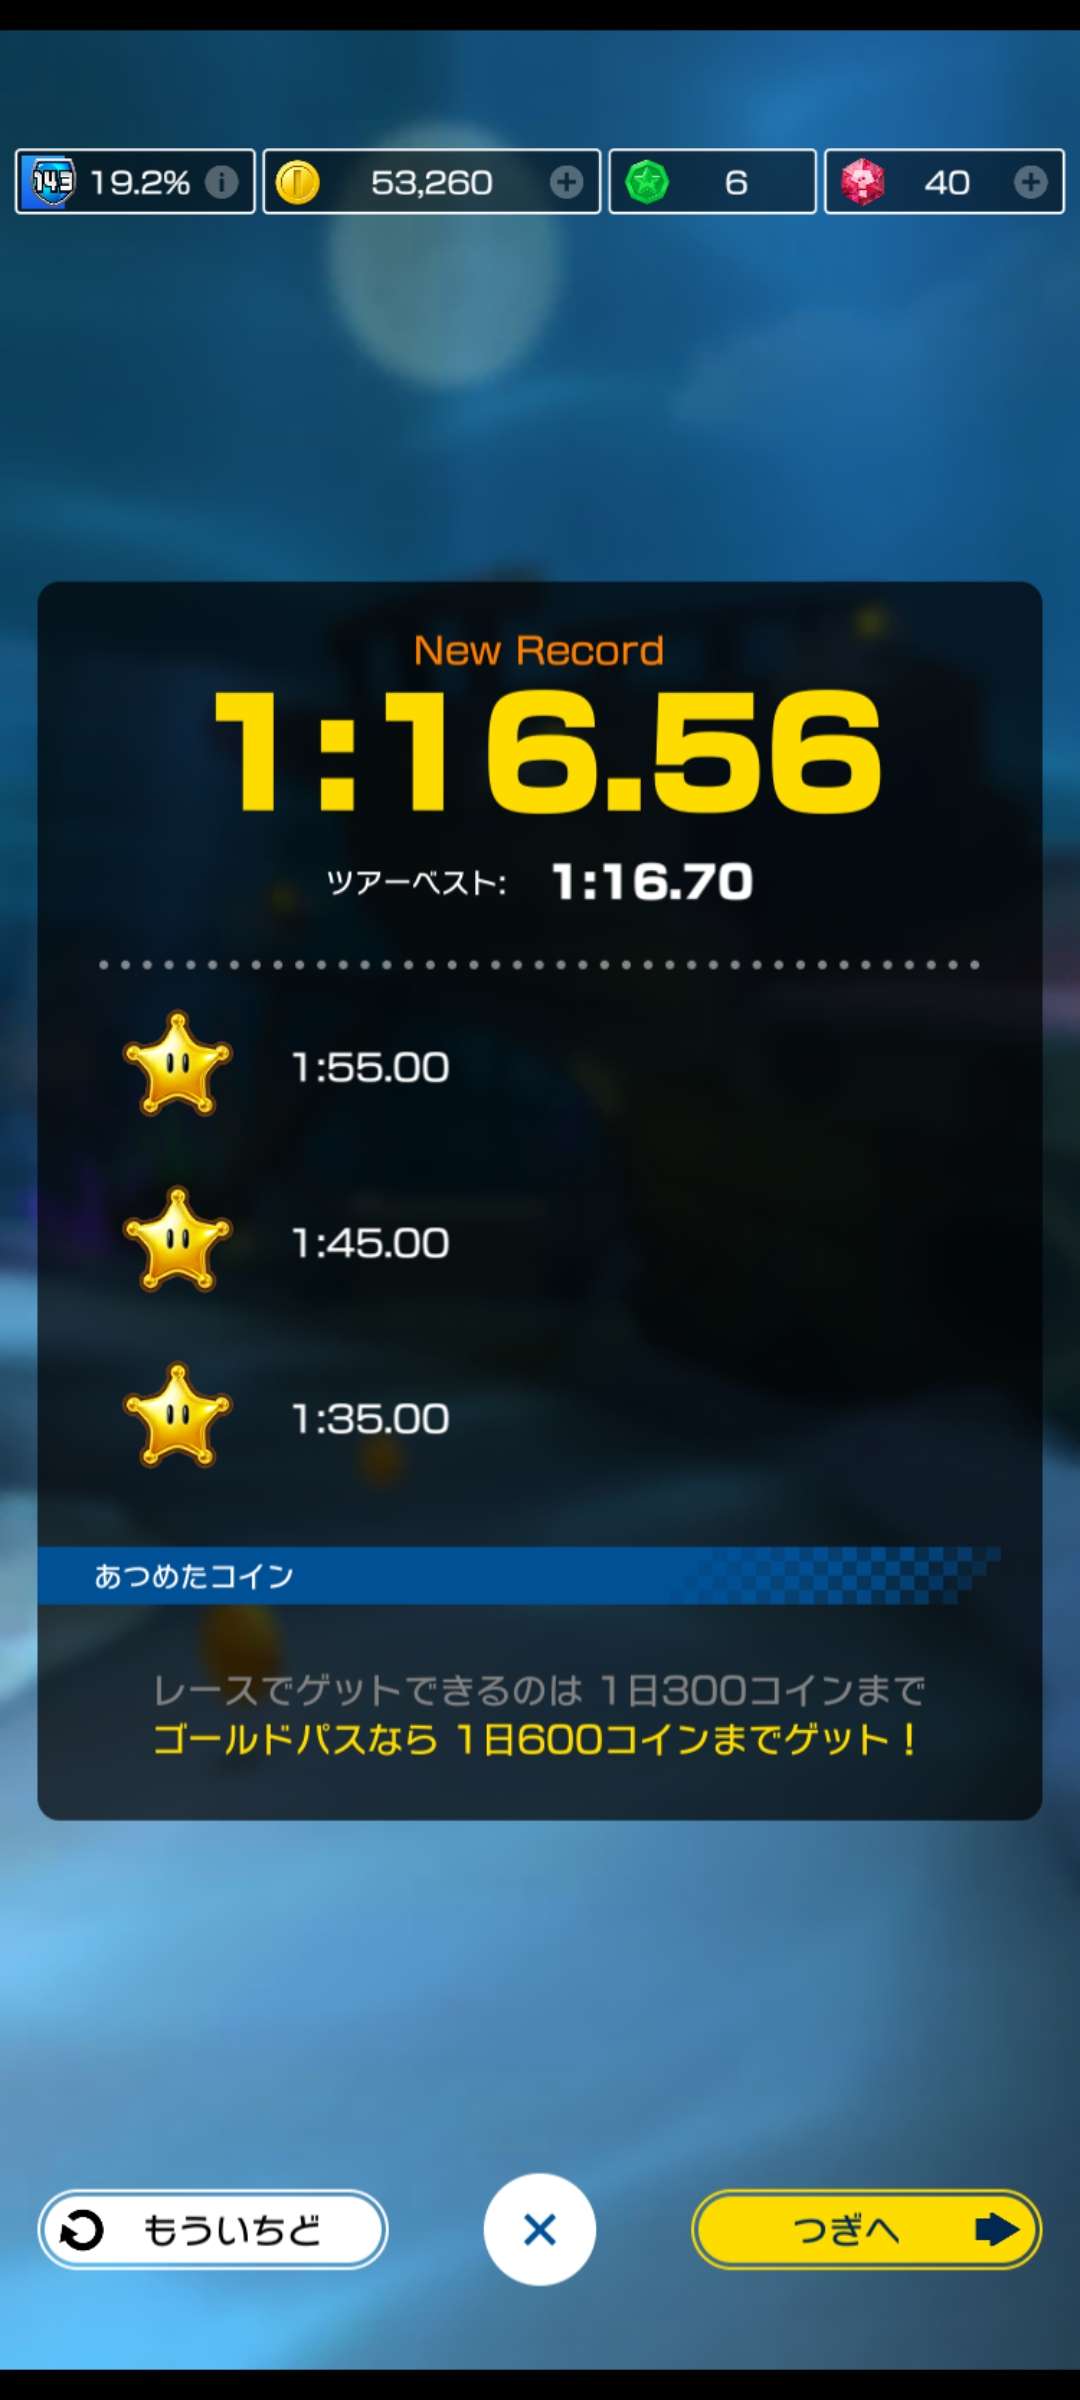 143 19.2% i 53,260 + 6 40 +
New Record
1:16.56
ツアーベスト: 1:16.70
1:55.00
1:45.00
1:35.00
あつめたコイン
レースでゲットできるのは 1日300コインまで
ゴールドパスなら 1日600コインまでゲット！
もういちど × つぎへ